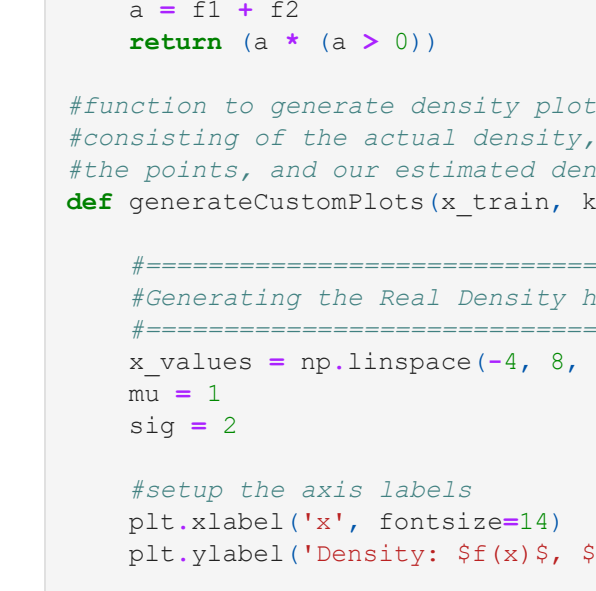 a = f1 + f2
return (a * (a > 0))
#function to generate density plot
#consisting of the actual density,
#the points, and our estimated den
def generateCustomPlots(x_train, k
#=============================
#Generating the Real Density h
#=============================
x_values = np.linspace(-4, 8,
mu = 1
sig = 2
#setup the axis labels
plt.xlabel('x', fontsize=14)
plt.ylabel('Density: $f(x)$, $